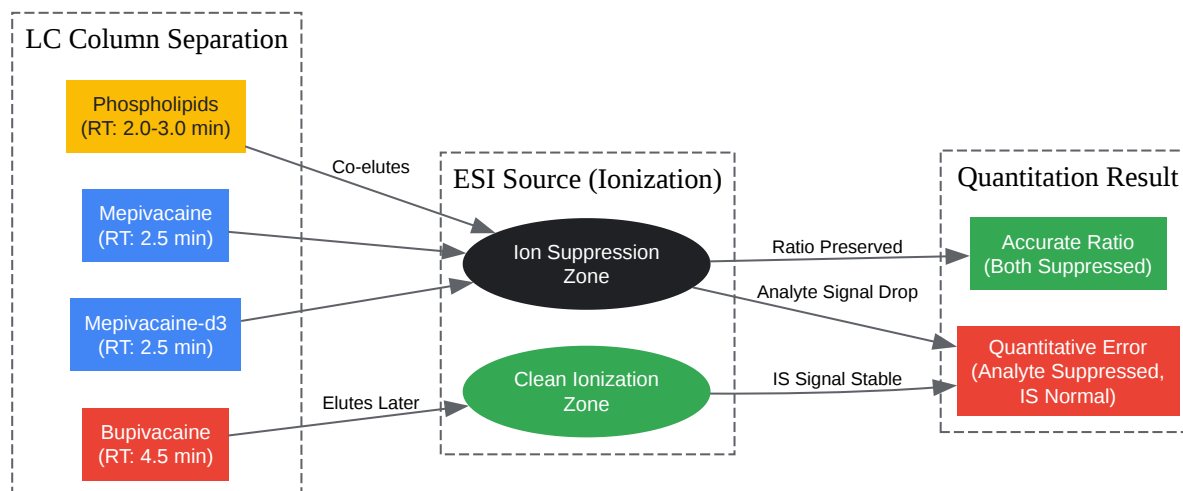 LC Column Separation
Phospholipids
(RT: 2.0-3.0 min)
Mepivacaine
(RT: 2.5 min)
Mepivacaine-d3
(RT: 2.5 min)
Bupivacaine
(RT: 4.5 min)
Co-elutes
Elutes Later
ESI Source (Ionization)
Ion Suppression
Zone
Clean Ionization
Zone
Ratio Preserved
Analyte Signal Drop
IS Signal Stable
Quantitation Result
Accurate Ratio
(Both Suppressed)
Quantitative Error
(Analyte Suppressed,
IS Normal)